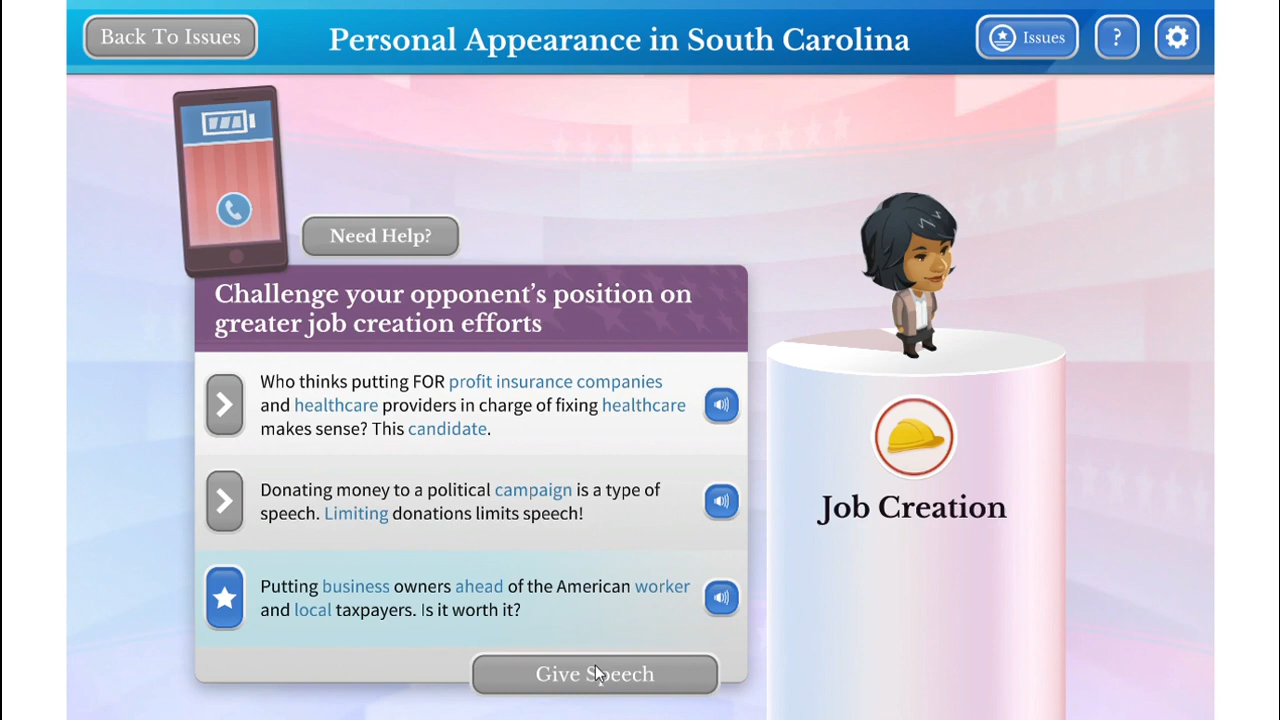 Back To Issues
Personal Appearance in South Carolina
Issues
?
Need Help?
Challenge your opponent's position on
greater job creation efforts
Who thinks putting FOR profit insurance companies
and healthcare providers in charge of fixing healthcare
makes sense? This candidate.
Donating money to a political campaign is a type of
speech. Limiting donations limits speech!
Putting business owners ahead of the American worker
and local taxpayers. Is it worth it?
Give Speech
Job Creation